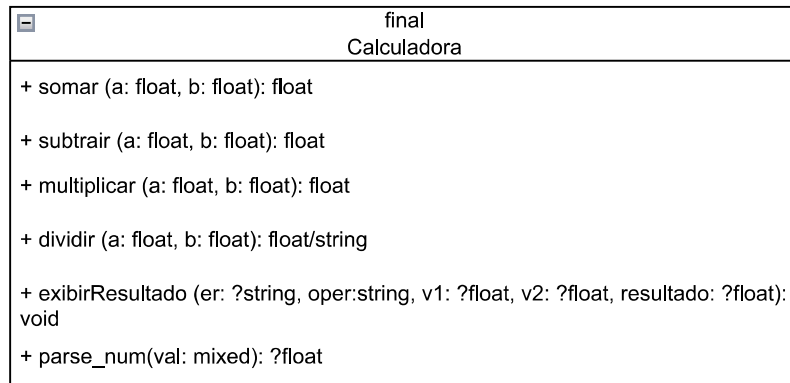 final
Calculadora
+ somar (a: float, b: float): float
+ subtrair (a: float, b: float): float
+ multiplicar (a: float, b: float): float
+ dividir (a: float, b: float): float/string
+ exibirResultado (er: ?string, oper:string, v1: ?float, v2: ?float, resultado: ?float):
void
+ parse_num(val: mixed): ?float